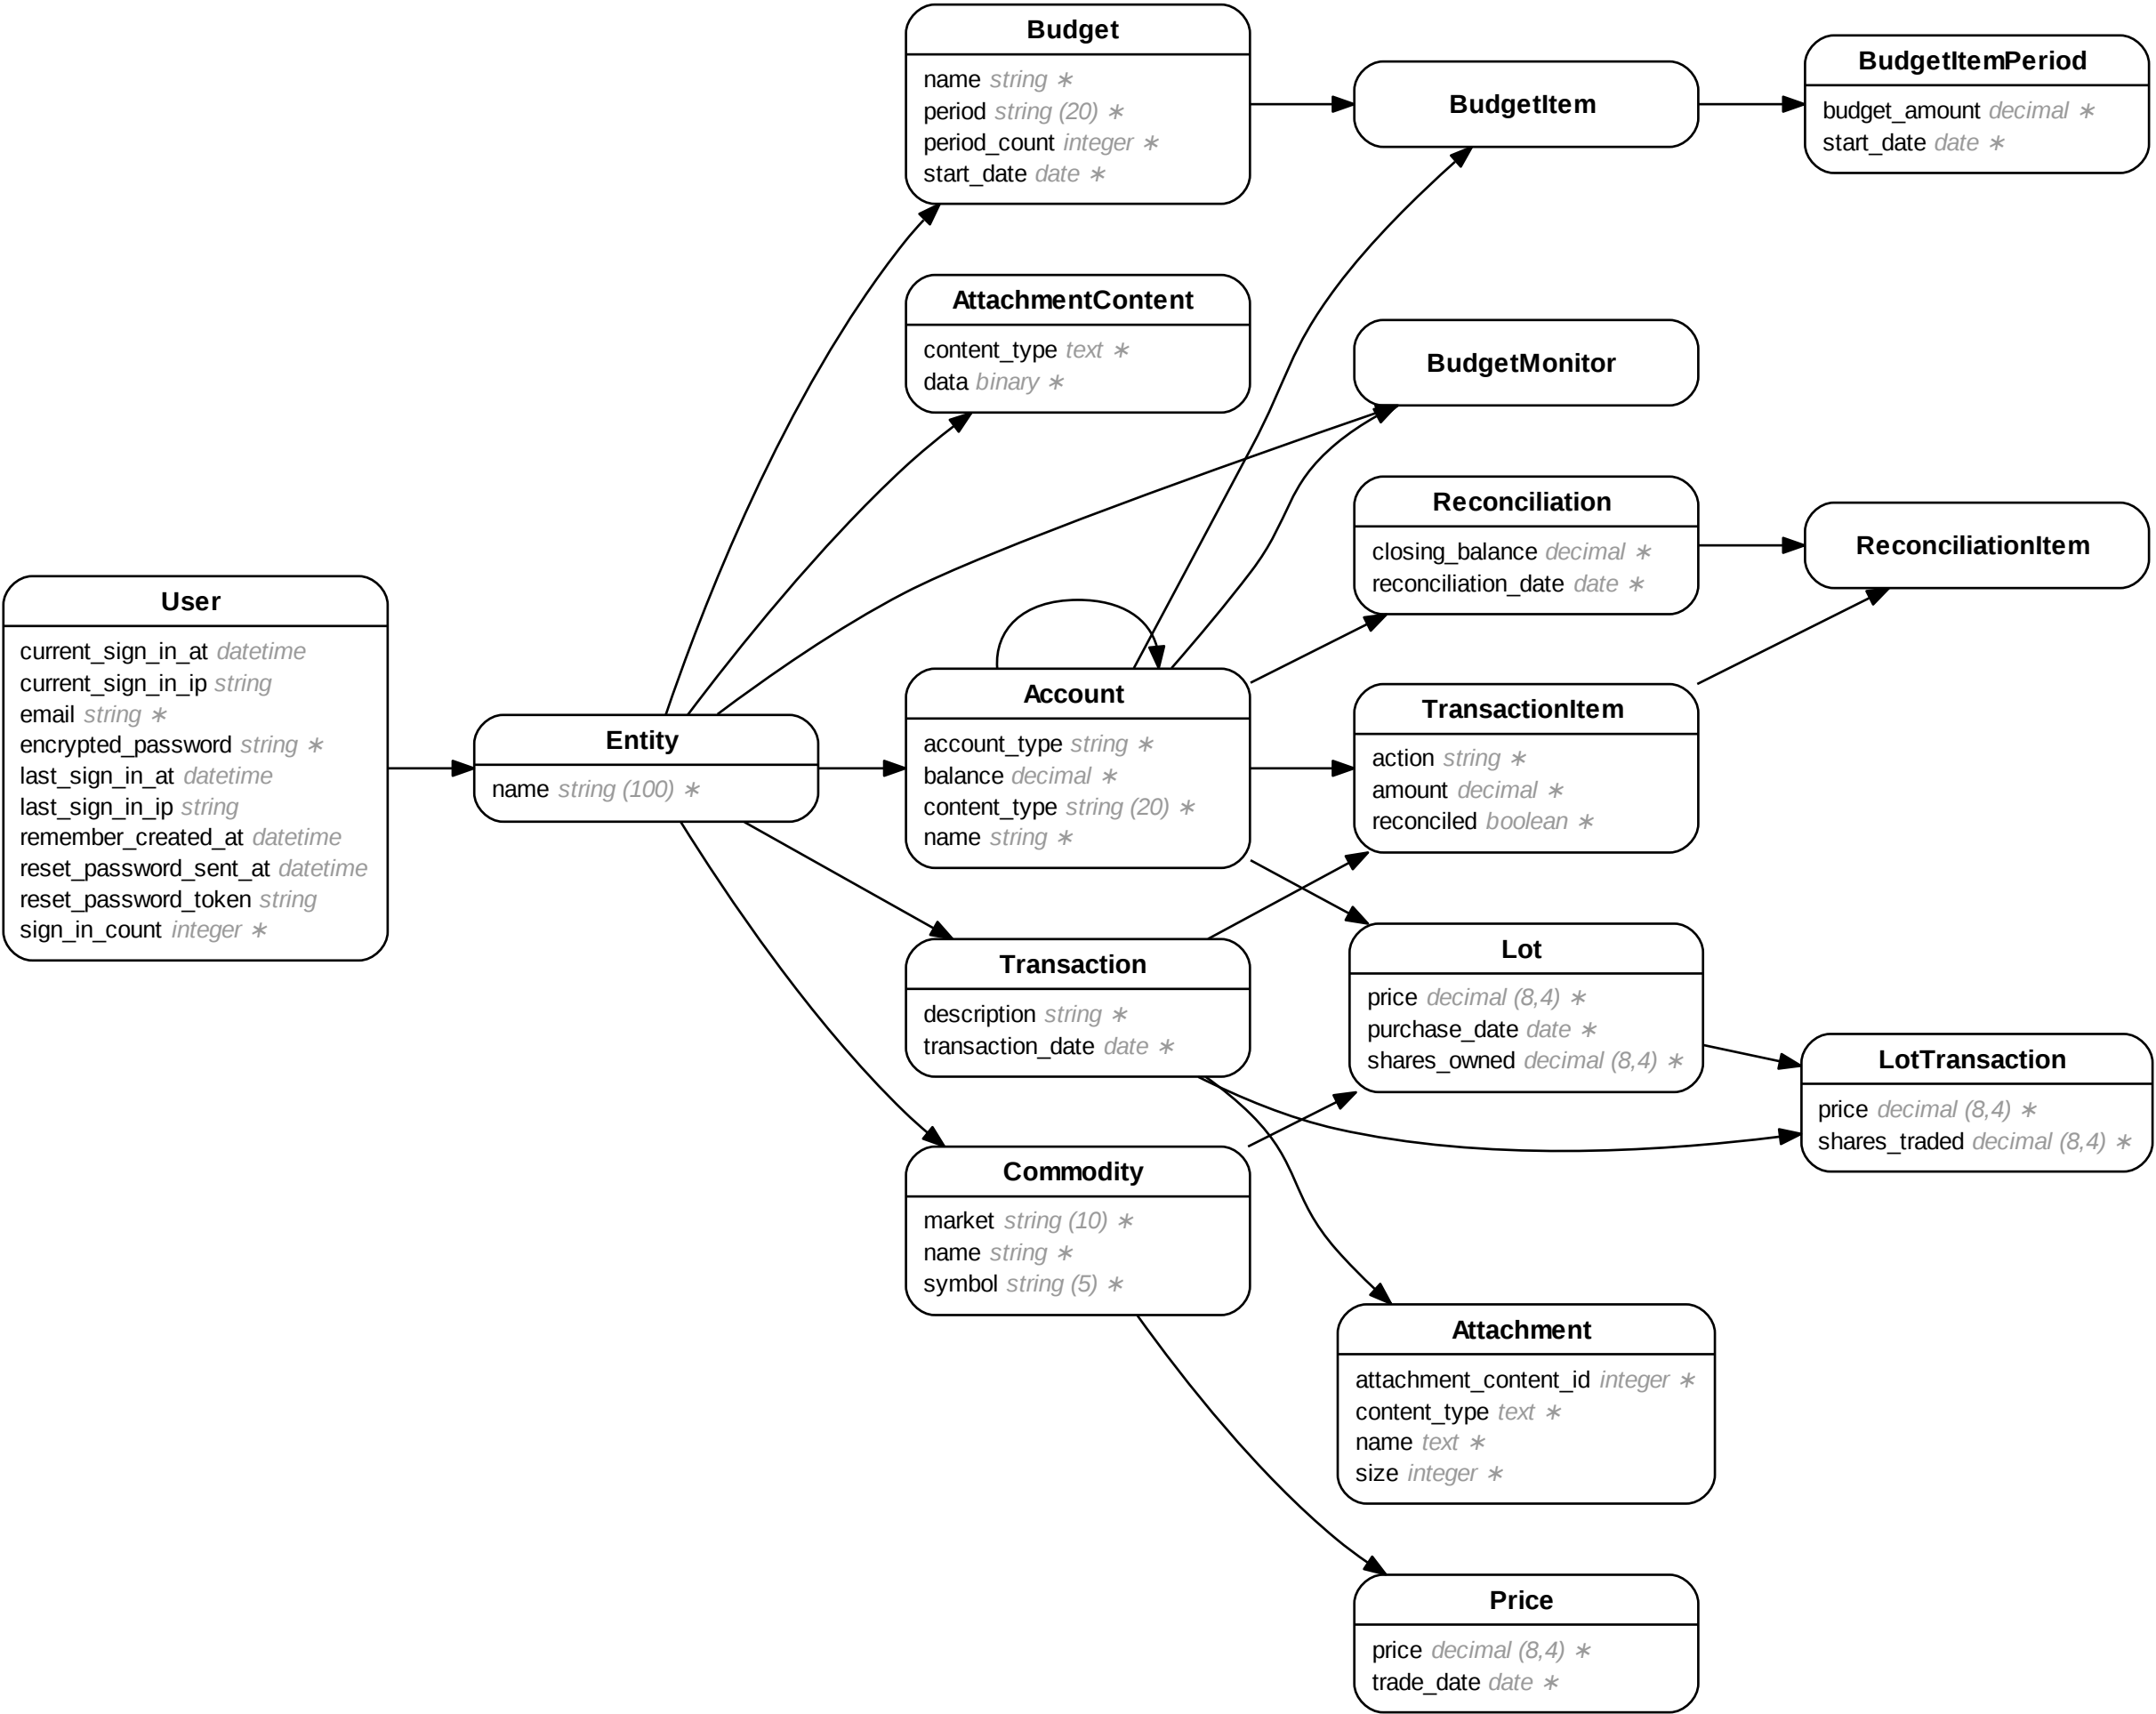 User
current_sign_in_at datetime
current_sign_in_ip string
email string ∗
encrypted_password string ∗
last_sign_in_at datetime
last_sign_in_ip string
remember_created_at datetime
reset_password_sent_at datetime
reset_password_token string
sign_in_count integer ∗
Entity
name string (100) ∗
Budget
name string ∗
period string (20) ∗
period_count integer ∗
start_date date ∗
AttachmentContent
content_type text ∗
data binary ∗
Account
account_type string ∗
balance decimal ∗
content_type string (20) ∗
name string ∗
Transaction
description string ∗
transaction_date date ∗
Commodity
market string (10) ∗
name string ∗
symbol string (5) ∗
BudgetItem
BudgetMonitor
Reconciliation
closing_balance decimal ∗
reconciliation_date date ∗
TransactionItem
action string ∗
amount decimal ∗
reconciled boolean ∗
Lot
price decimal (8,4) ∗
purchase_date date ∗
shares_owned decimal (8,4) ∗
Attachment
attachment_content_id integer ∗
content_type text ∗
name text ∗
size integer ∗
Price
price decimal (8,4) ∗
trade_date date ∗
BudgetItemPeriod
budget_amount decimal ∗
start_date date ∗
ReconciliationItem
LotTransaction
price decimal (8,4) ∗
shares_traded decimal (8,4) ∗